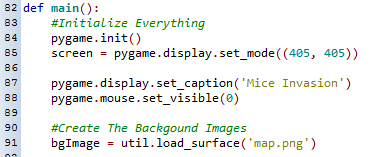 82 def main():
83 #Initialize Everything
84 pygame.init()
85 screen = pygame.display.set_mode((405, 405))
86
87 pygame.display.set_caption('Mice Invasion')
88 pygame.mouse.set_visible(0)
89
90 #Create The Backgound Images
91 bgImage = util.load_surface('map.png')